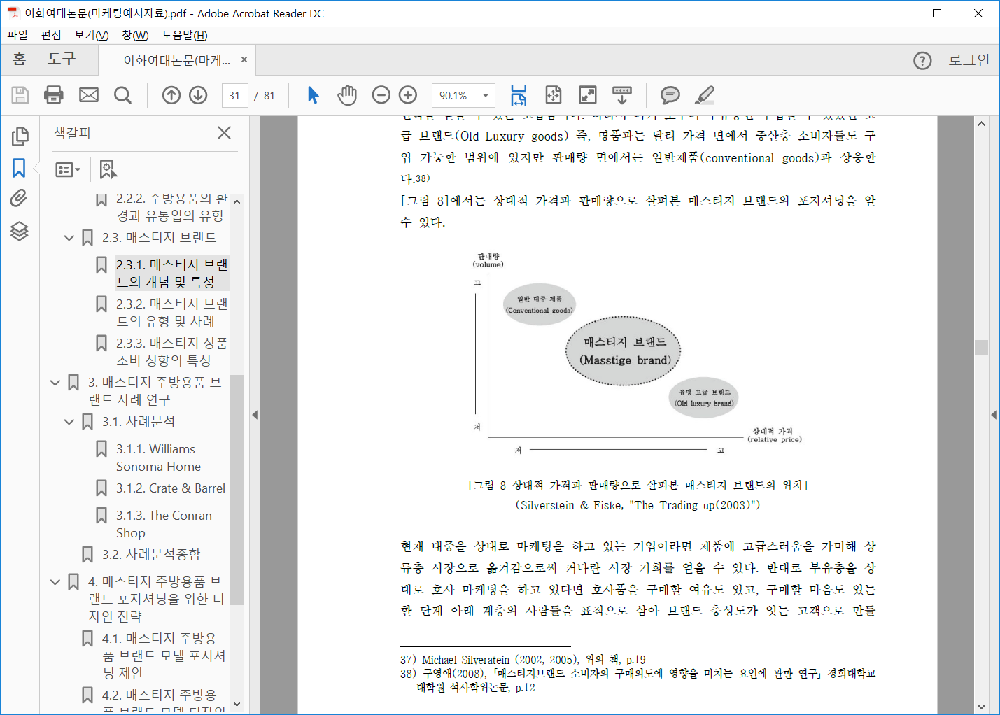 이화여대논문(마케팅예시자료).pdf - Adobe Acrobat Reader DC
파일 편집 보기(V) 창(W) 도움말(H)
홈 도구 이화여대논문(마케... × 로그인
31 / 81 90.1%
책갈피
2.2.2. 주방용품의 환
경과 유통업의 유형
2.3. 매스티지 브랜드
2.3.1. 매스티지 브랜
드의 개념 및 특성
2.3.2. 매스티지 브랜
드의 유형 및 사례
2.3.3. 매스티지 상품
소비 성향의 특성
3. 매스티지 주방용품 브
랜드 사례 연구
3.1. 사례분석
3.1.1. Williams
Sonoma Home
3.1.2. Crate & Barrel
3.1.3. The Conran
Shop
3.2. 사례분석종합
4. 매스티지 주방용품 브
랜드 포지셔닝을 위한 디
자인 전략
4.1. 매스티지 주방용
품 브랜드 모델 포지셔
닝 제안
4.2. 매스티지 주방용
급 브랜드(Old Luxury goods) 즉, 명품과는 달리 가격 면에서 중산층 소비자들도 구
입 가능한 범위에 있지만 판매량 면에서는 일반제품(conventional goods)과 상응한
다.38)
[그림 8]에서는 상대적 가격과 판매량으로 살펴본 매스티지 브랜드의 포지셔닝을 알
수 있다.
판매량
(volume)
고
일반 대중 제품
(Conventional goods)
매스티지 브랜드
(Masstige brand)
유명 고급 브랜드
(Old luxury brand)
저
상대적 가격
(relative price)
저 고
[그림 8 상대적 가격과 판매량으로 살펴본 매스티지 브랜드의 위치]
(Silverstein & Fiske, "The Trading up(2003)")
현재 대중을 상대로 마케팅을 하고 있는 기업이라면 제품에 고급스러움을 가미해 상
류층 시장으로 옮겨감으로써 커다란 시장 기회를 얻을 수 있다. 반대로 부유층을 상
대로 호사 마케팅을 하고 있다면 호사품을 구매할 여유도 있고, 구매할 마음도 있는
한 단계 아래 계층의 사람들을 표적으로 삼아 브랜드 충성도가 잇는 고객으로 만들
37) Michael Silveratein (2002, 2005), 위의 책, p.19
38) 구영애(2008),「매스티지브랜드 소비자의 구매의도에 영향을 미치는 요인에 관한 연구」경희대학교
대학원 석사학위논문, p.12